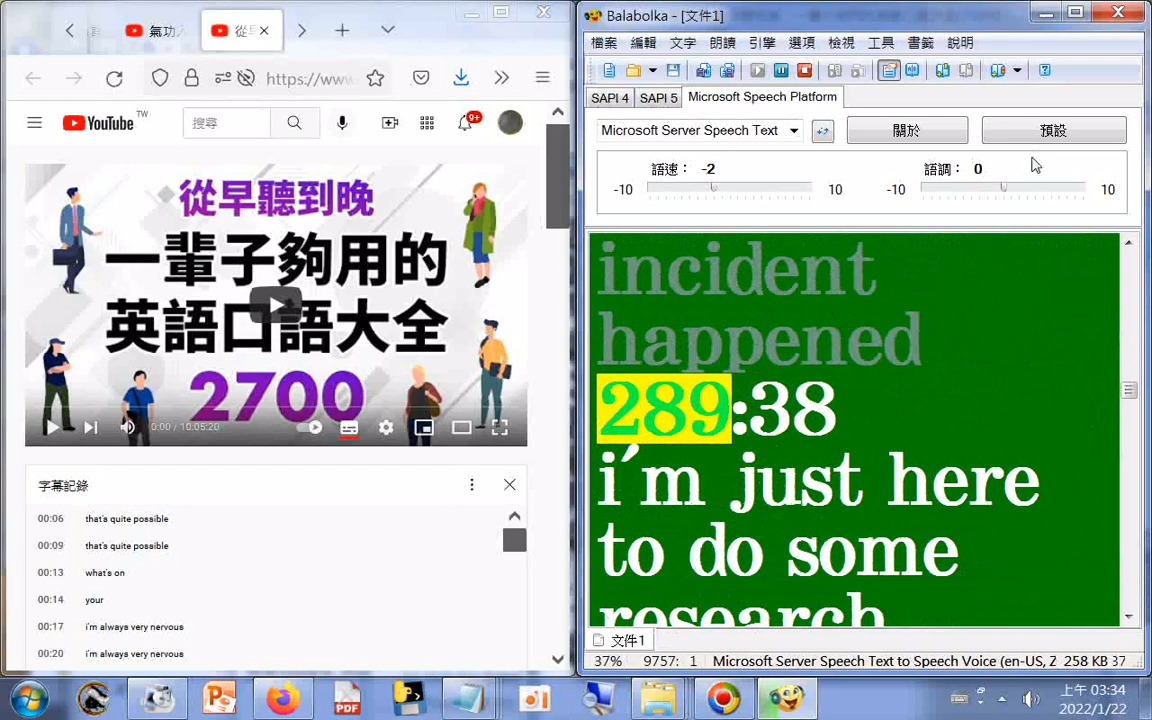 氣功
從
https://www
YouTube TW
搜尋
9+
從早聽到晚
一輩子夠用的
英語口語大全
2700
0:00 / 10:05:20
字幕記錄
00:06 that's quite possible
00:09 that's quite possible
00:13 what's on
00:14 your
00:17 i'm always very nervous
00:20 i'm always very nervous
Balabolka - [文件1]
檔案 編輯 文字 朗讀 引擎 選項 檢視 工具 書籤 說明
SAPI 4 SAPI 5 Microsoft Speech Platform
Microsoft Server Speech Text 關於 預設
語速： -2 語調： 0
-10 10 -10 10
incident
happened
289:38
i´m just here
to do some
research
文件1
37% 9757: 1 Microsoft Server Speech Text to Speech Voice (en-US, Z 258 KB 37
PDF
上午 03:34
2022/1/22